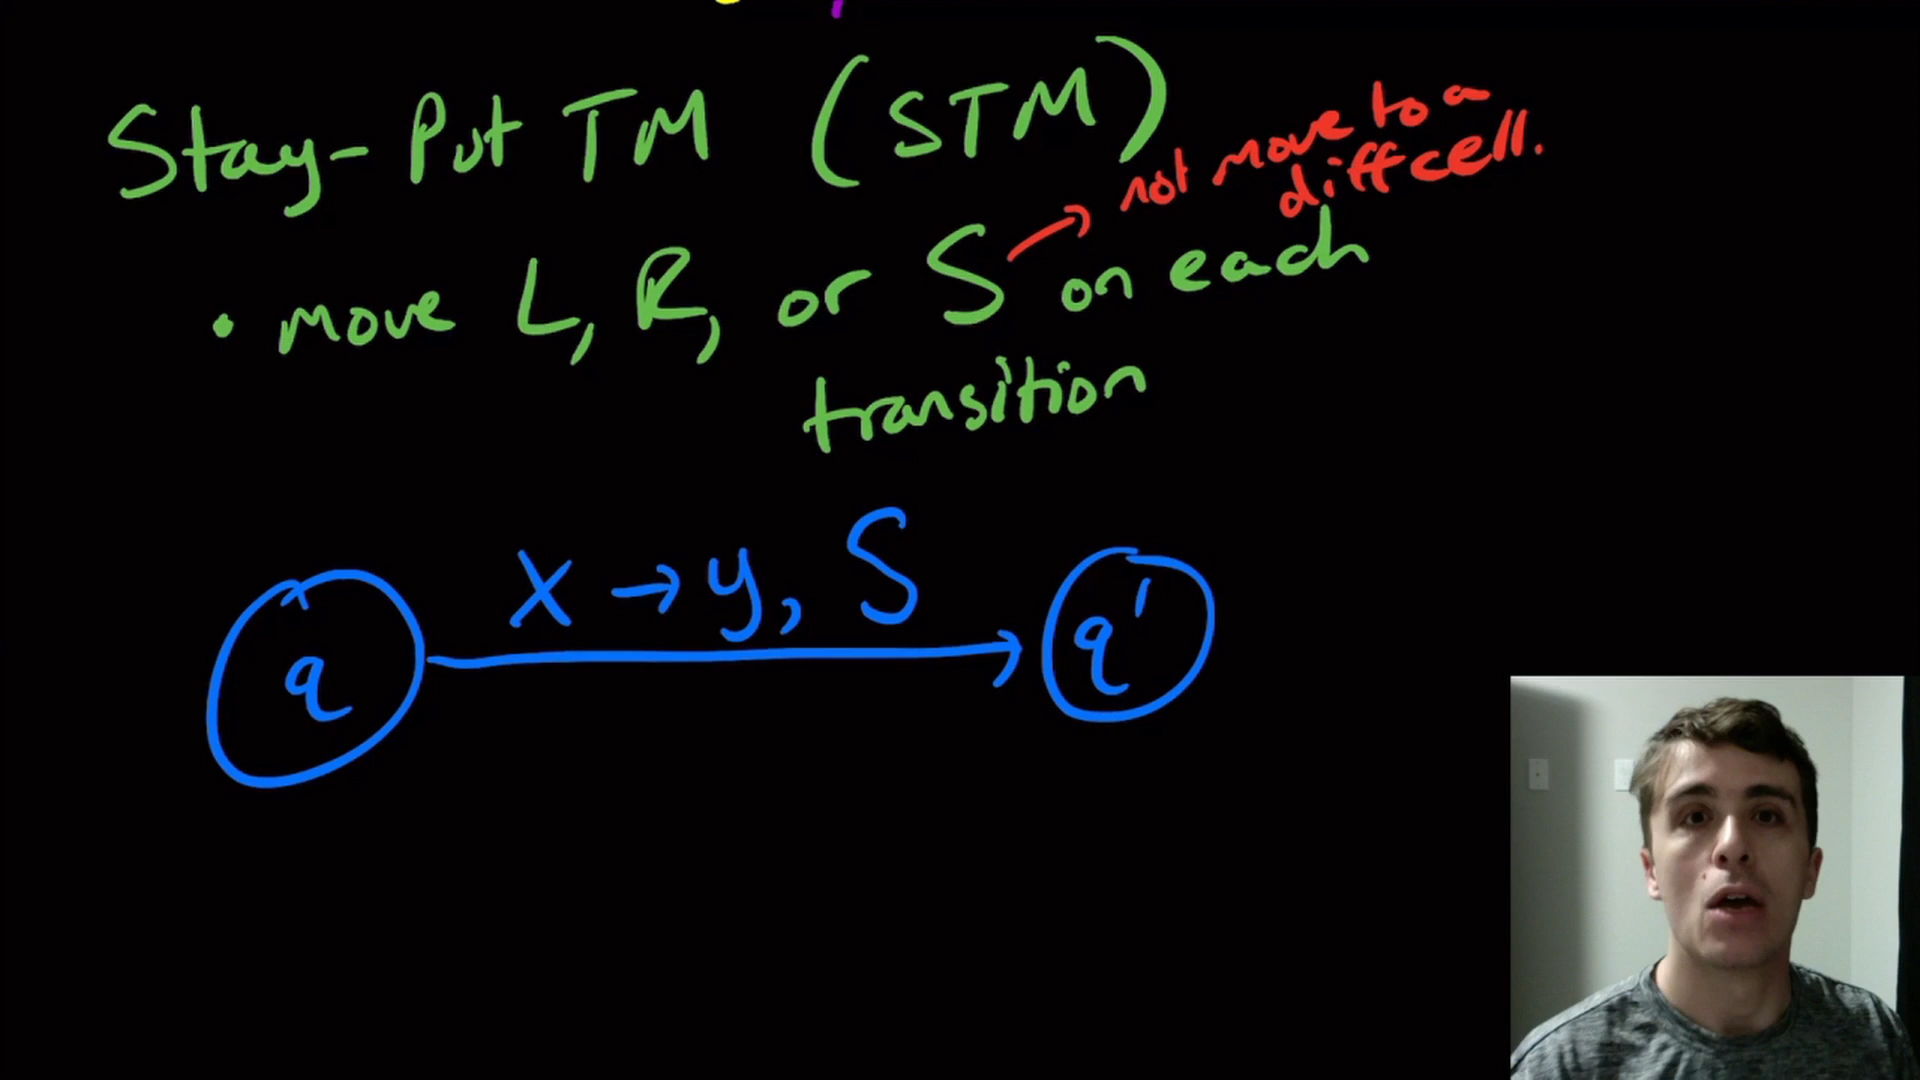 Stay-Put TM (STM)
not move to a
diff cell.
• move L, R, or S on each
transition
x → y, S
q
q'